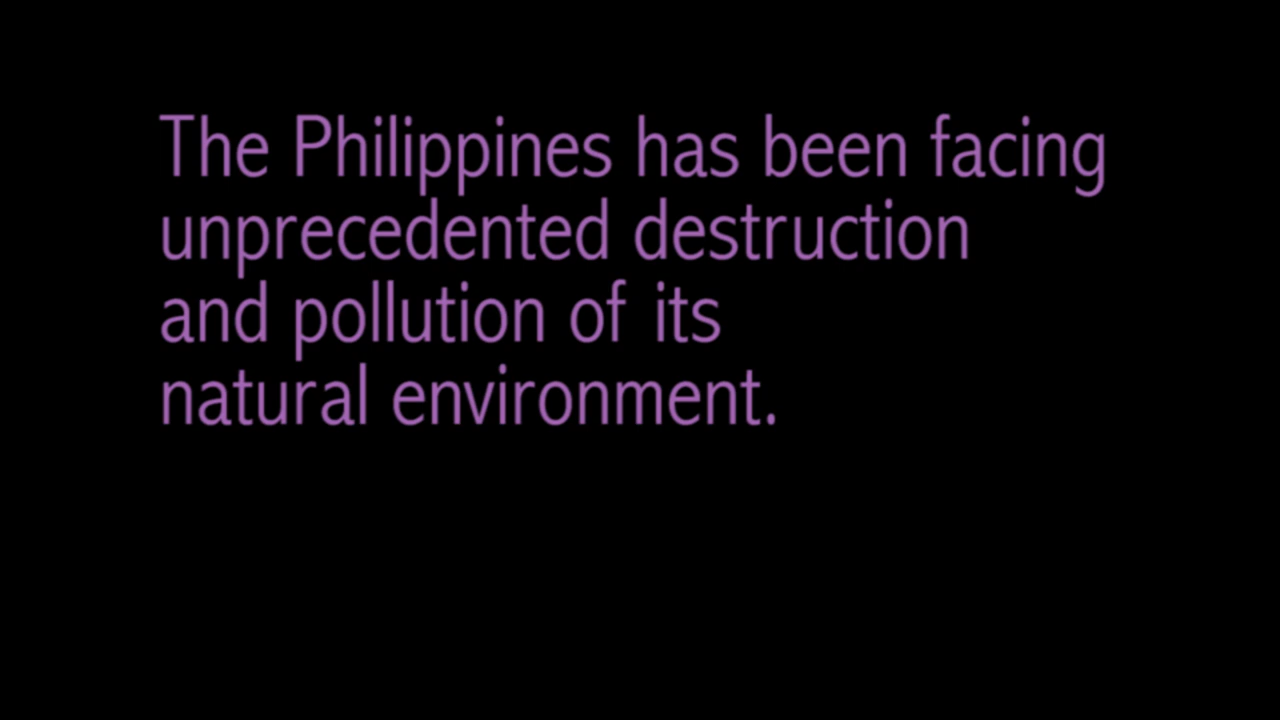 The Philippines has been facing
unprecedented destruction
and pollution of its
natural environment.